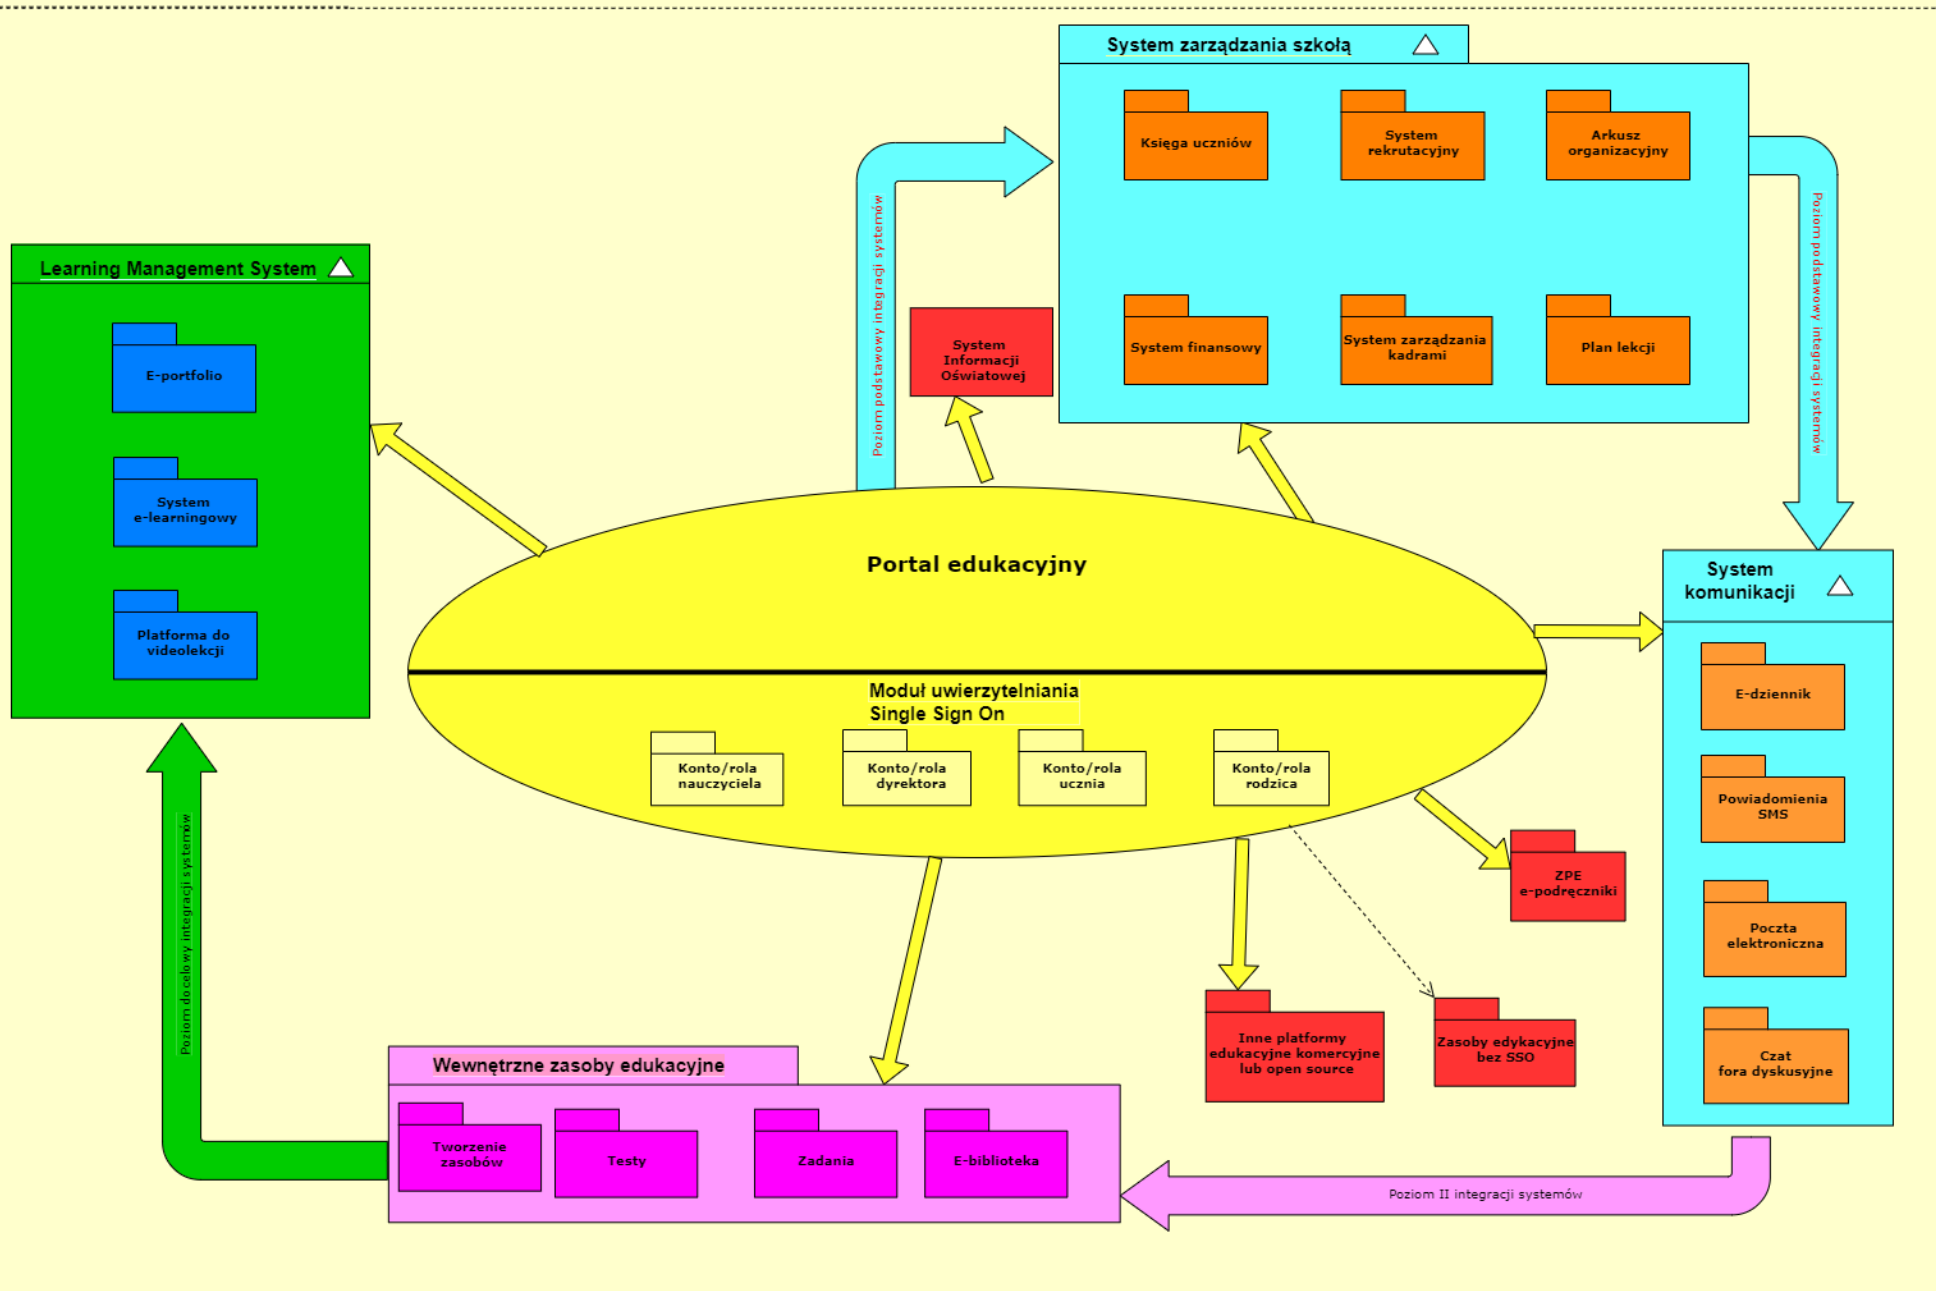 System zarządzania szkołą
Księga uczniów
System
rekrutacyjny
Arkusz
organizacyjny
System finansowy
System zarządzania
kadrami
Plan lekcji
Poziom podstawowy integracji systemów
Poziom podstawowy integracji systemów
Learning Management System
E-portfolio
System
e-learningowy
Platforma do
videolekcji
System
Informacji
Oświatowej
Portal edukacyjny
Moduł uwierzytelniania
Single Sign On
Konto/rola
nauczyciela
Konto/rola
dyrektora
Konto/rola
ucznia
Konto/rola
rodzica
System
komunikacji
E-dziennik
Powiadomienia
SMS
Poczta
elektroniczna
Czat
fora dyskusyjne
ZPE
e-podręczniki
Inne platformy
edukacyjne komercyjne
lub open source
Zasoby edykacyjne
bez SSO
Poziom docelowy integracji systemów
Wewnętrzne zasoby edukacyjne
Tworzenie
zasobów
Testy
Zadania
E-biblioteka
Poziom II integracji systemów